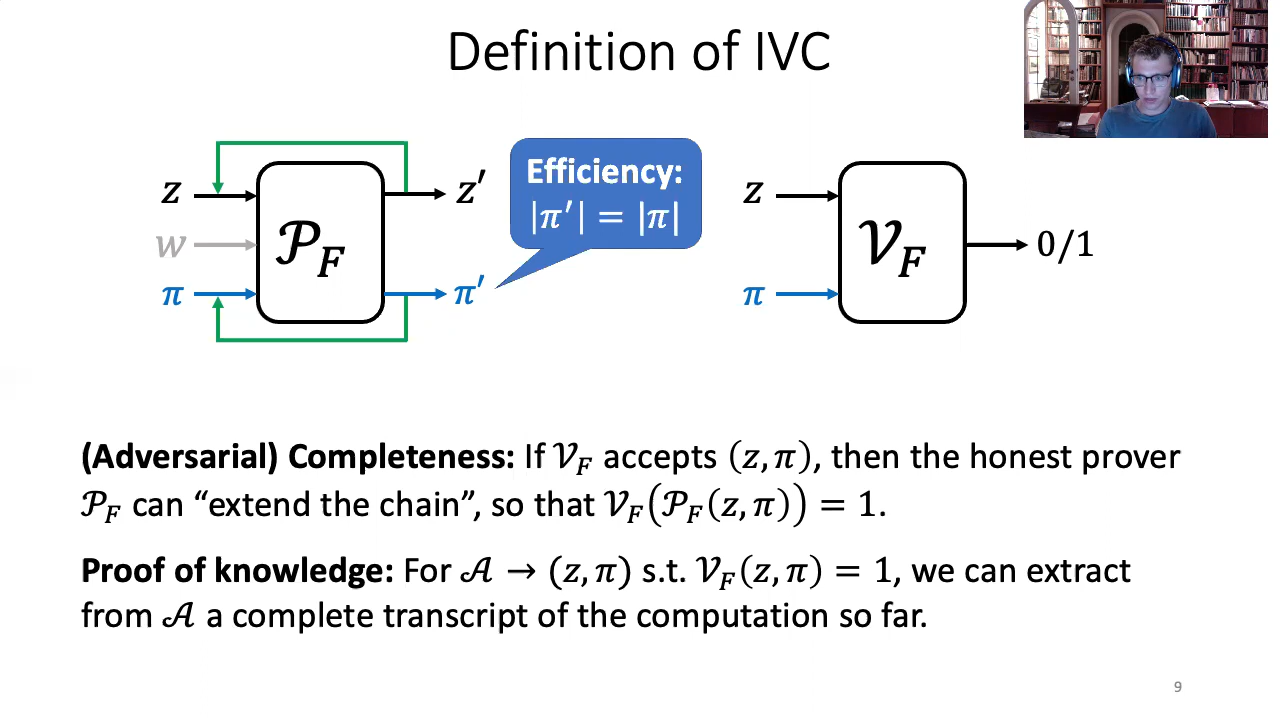 Definition of IVC
z
w
π
𝒫_F
z′
π′
Efficiency:
|π′| = |π|
z
π
𝒱_F
0/1
(Adversarial) Completeness: If 𝒱_F accepts (z, π), then the honest prover
𝒫_F can “extend the chain”, so that 𝒱_F(𝒫_F(z, π)) = 1.
Proof of knowledge: For 𝒜 → (z, π) s.t. 𝒱_F(z, π) = 1, we can extract
from 𝒜 a complete transcript of the computation so far.
9